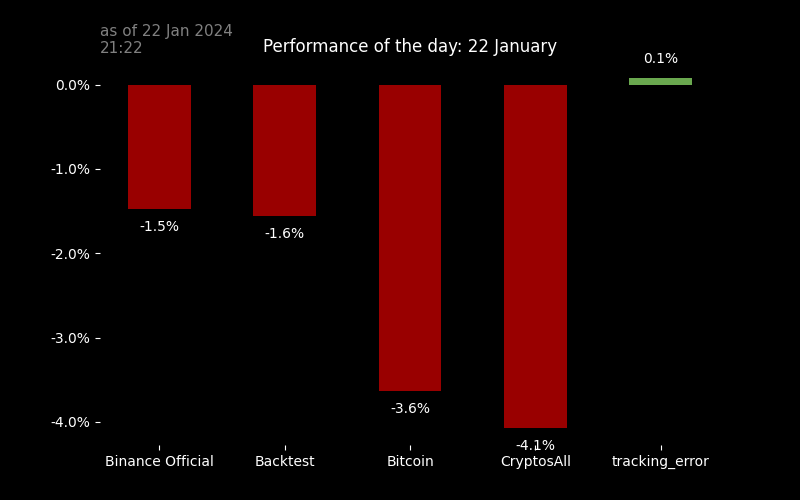 as of 22 Jan 2024
21:22
Performance of the day: 22 January
0.1%
0.0%
-1.0%
-1.5%
-1.6%
-2.0%
-3.0%
-3.6%
-4.0%
-4.1%
Binance Official
Backtest
Bitcoin
CryptosAll
tracking_error